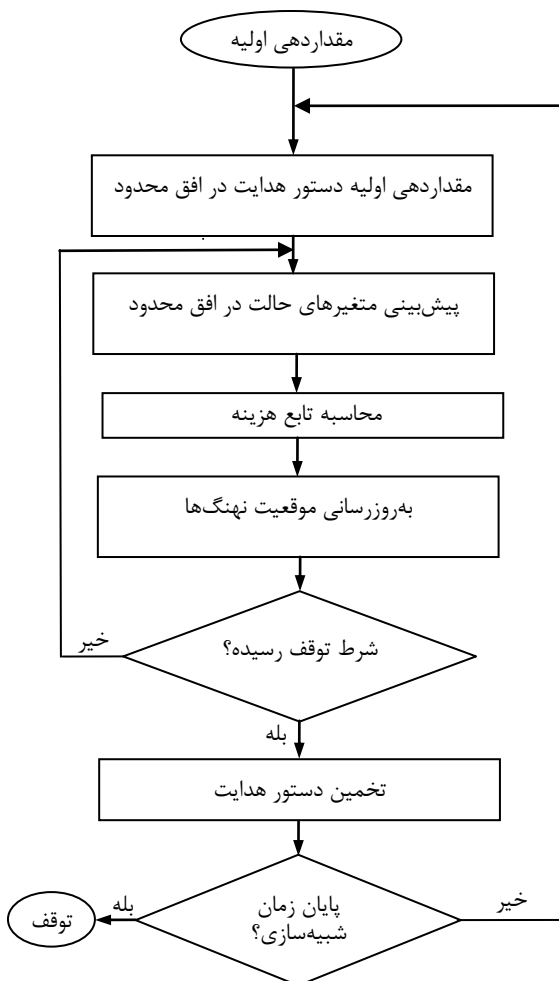 مقداردهی اولیه
مقداردهی اولیه دستور هدایت در افق محدود
پیش‌بینی متغیرهای حالت در افق محدود
محاسبه تابع هزینه
به‌روزرسانی موقعیت نهنگ‌ها
شرط توقف رسیده؟
خیر
بله
تخمین دستور هدایت
پایان زمان
شبیه‌سازی؟
خیر
بله
توقف